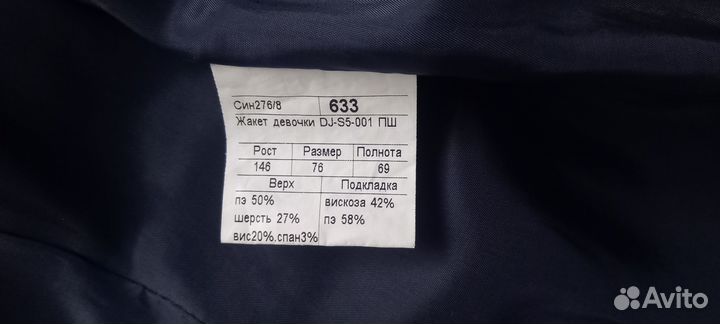 Син276/8 633
Жакет девочки DJ-S5-001 ПШ
Рост Размер Полнота
146 76 69
Верх Подкладка
пэ 50% вискоза 42%
шерсть 27% пэ 58%
вис20%.спан3%
Avito